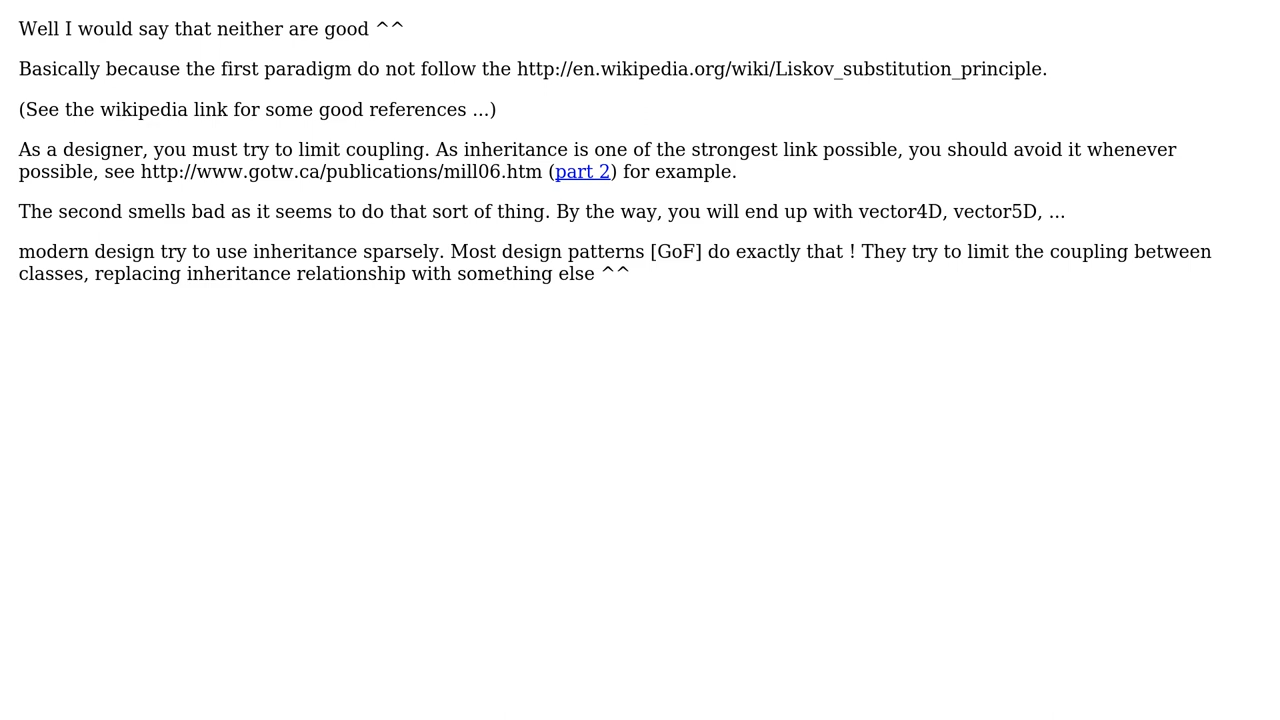 Well I would say that neither are good ^^
Basically because the first paradigm do not follow the http://en.wikipedia.org/wiki/Liskov_substitution_principle.
(See the wikipedia link for some good references ...)
As a designer, you must try to limit coupling. As inheritance is one of the strongest link possible, you should avoid it whenever
possible, see http://www.gotw.ca/publications/mill06.htm (part 2) for example.
The second smells bad as it seems to do that sort of thing. By the way, you will end up with vector4D, vector5D, ...
modern design try to use inheritance sparsely. Most design patterns [GoF] do exactly that ! They try to limit the coupling between
classes, replacing inheritance relationship with something else ^^